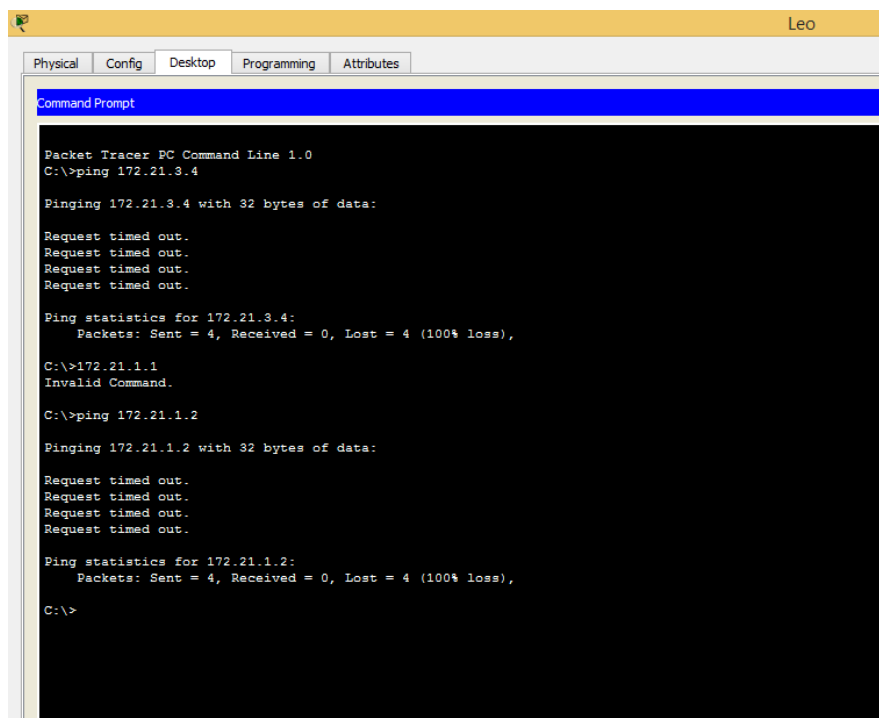 Leo
Physical Config Desktop Programming Attributes
Command Prompt
Packet Tracer PC Command Line 1.0
C:\>ping 172.21.3.4
Pinging 172.21.3.4 with 32 bytes of data:
Request timed out.
Request timed out.
Request timed out.
Request timed out.
Ping statistics for 172.21.3.4:
Packets: Sent = 4, Received = 0, Lost = 4 (100% loss),
C:\>172.21.1.1
Invalid Command.
C:\>ping 172.21.1.2
Pinging 172.21.1.2 with 32 bytes of data:
Request timed out.
Request timed out.
Request timed out.
Request timed out.
Ping statistics for 172.21.1.2:
Packets: Sent = 4, Received = 0, Lost = 4 (100% loss),
C:\>